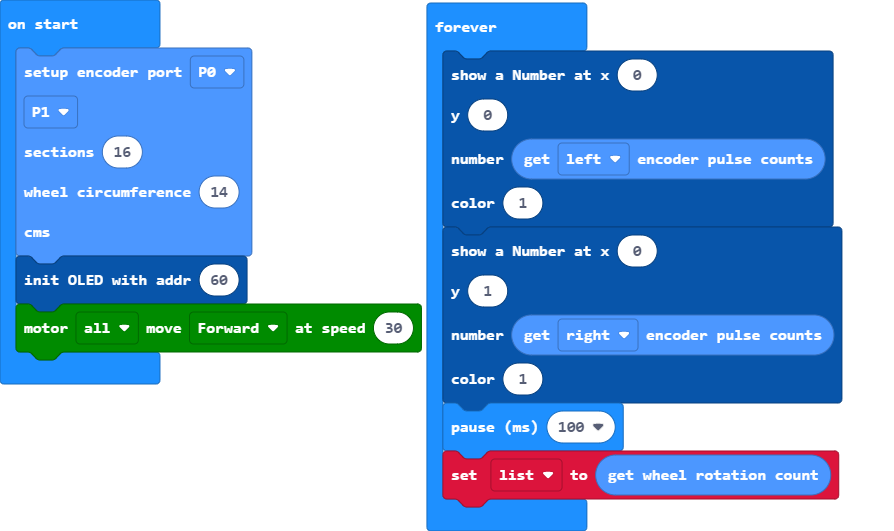 on start
setup encoder port P0
P1
sections 16
wheel circumference 14
cms
init OLED with addr 60
motor all move Forward at speed 30
forever
show a Number at x 0
y 0
number get left encoder pulse counts
color 1
show a Number at x 0
y 1
number get right encoder pulse counts
color 1
pause (ms) 100
set list to get wheel rotation count